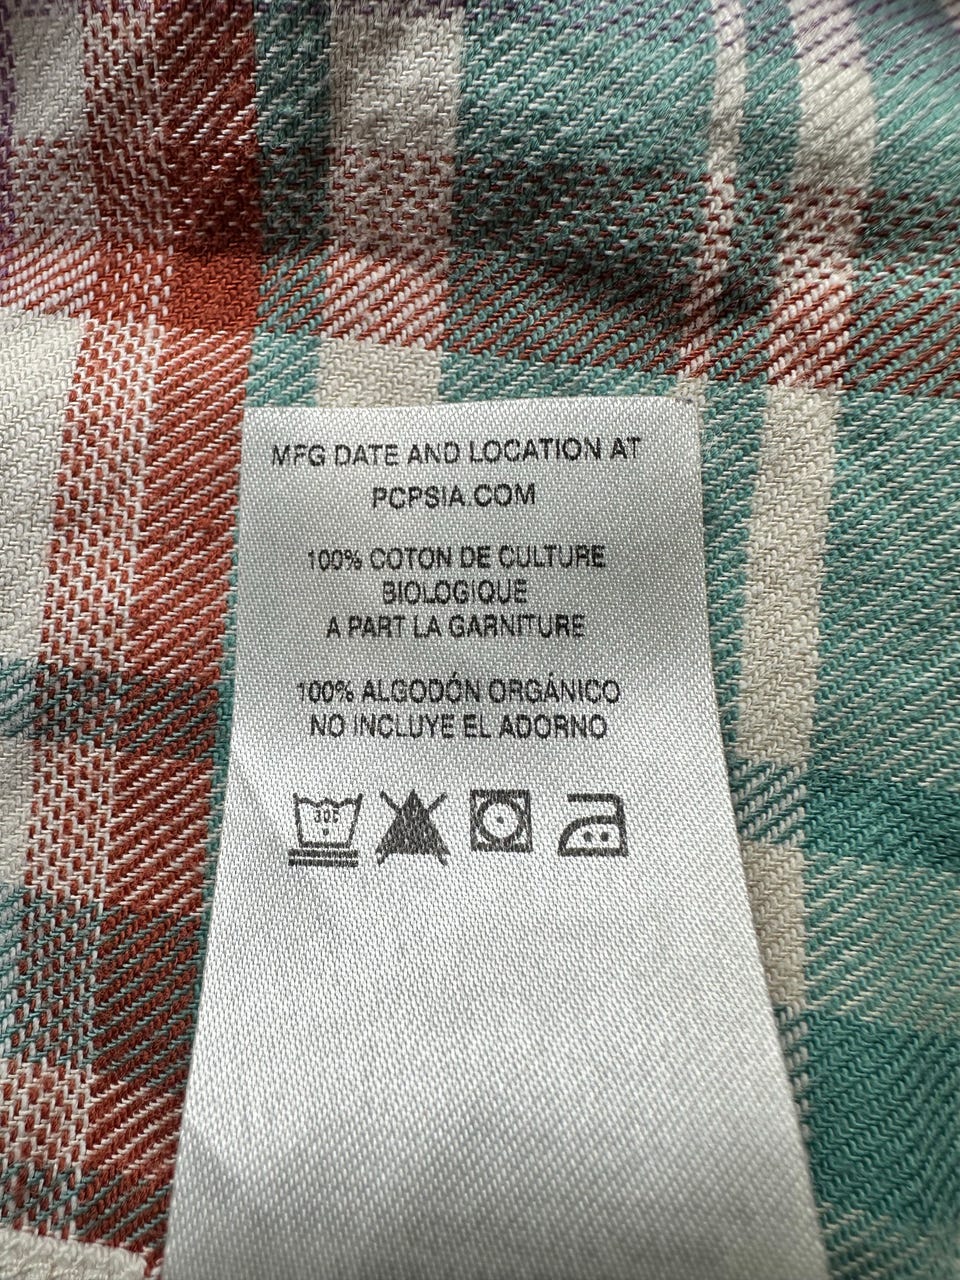 MFG DATE AND LOCATION AT
PCPSIA.COM
100% COTON DE CULTURE
BIOLOGIQUE
A PART LA GARNITURE
100% ALGODÓN ORGÁNICO
NO INCLUYE EL ADORNO